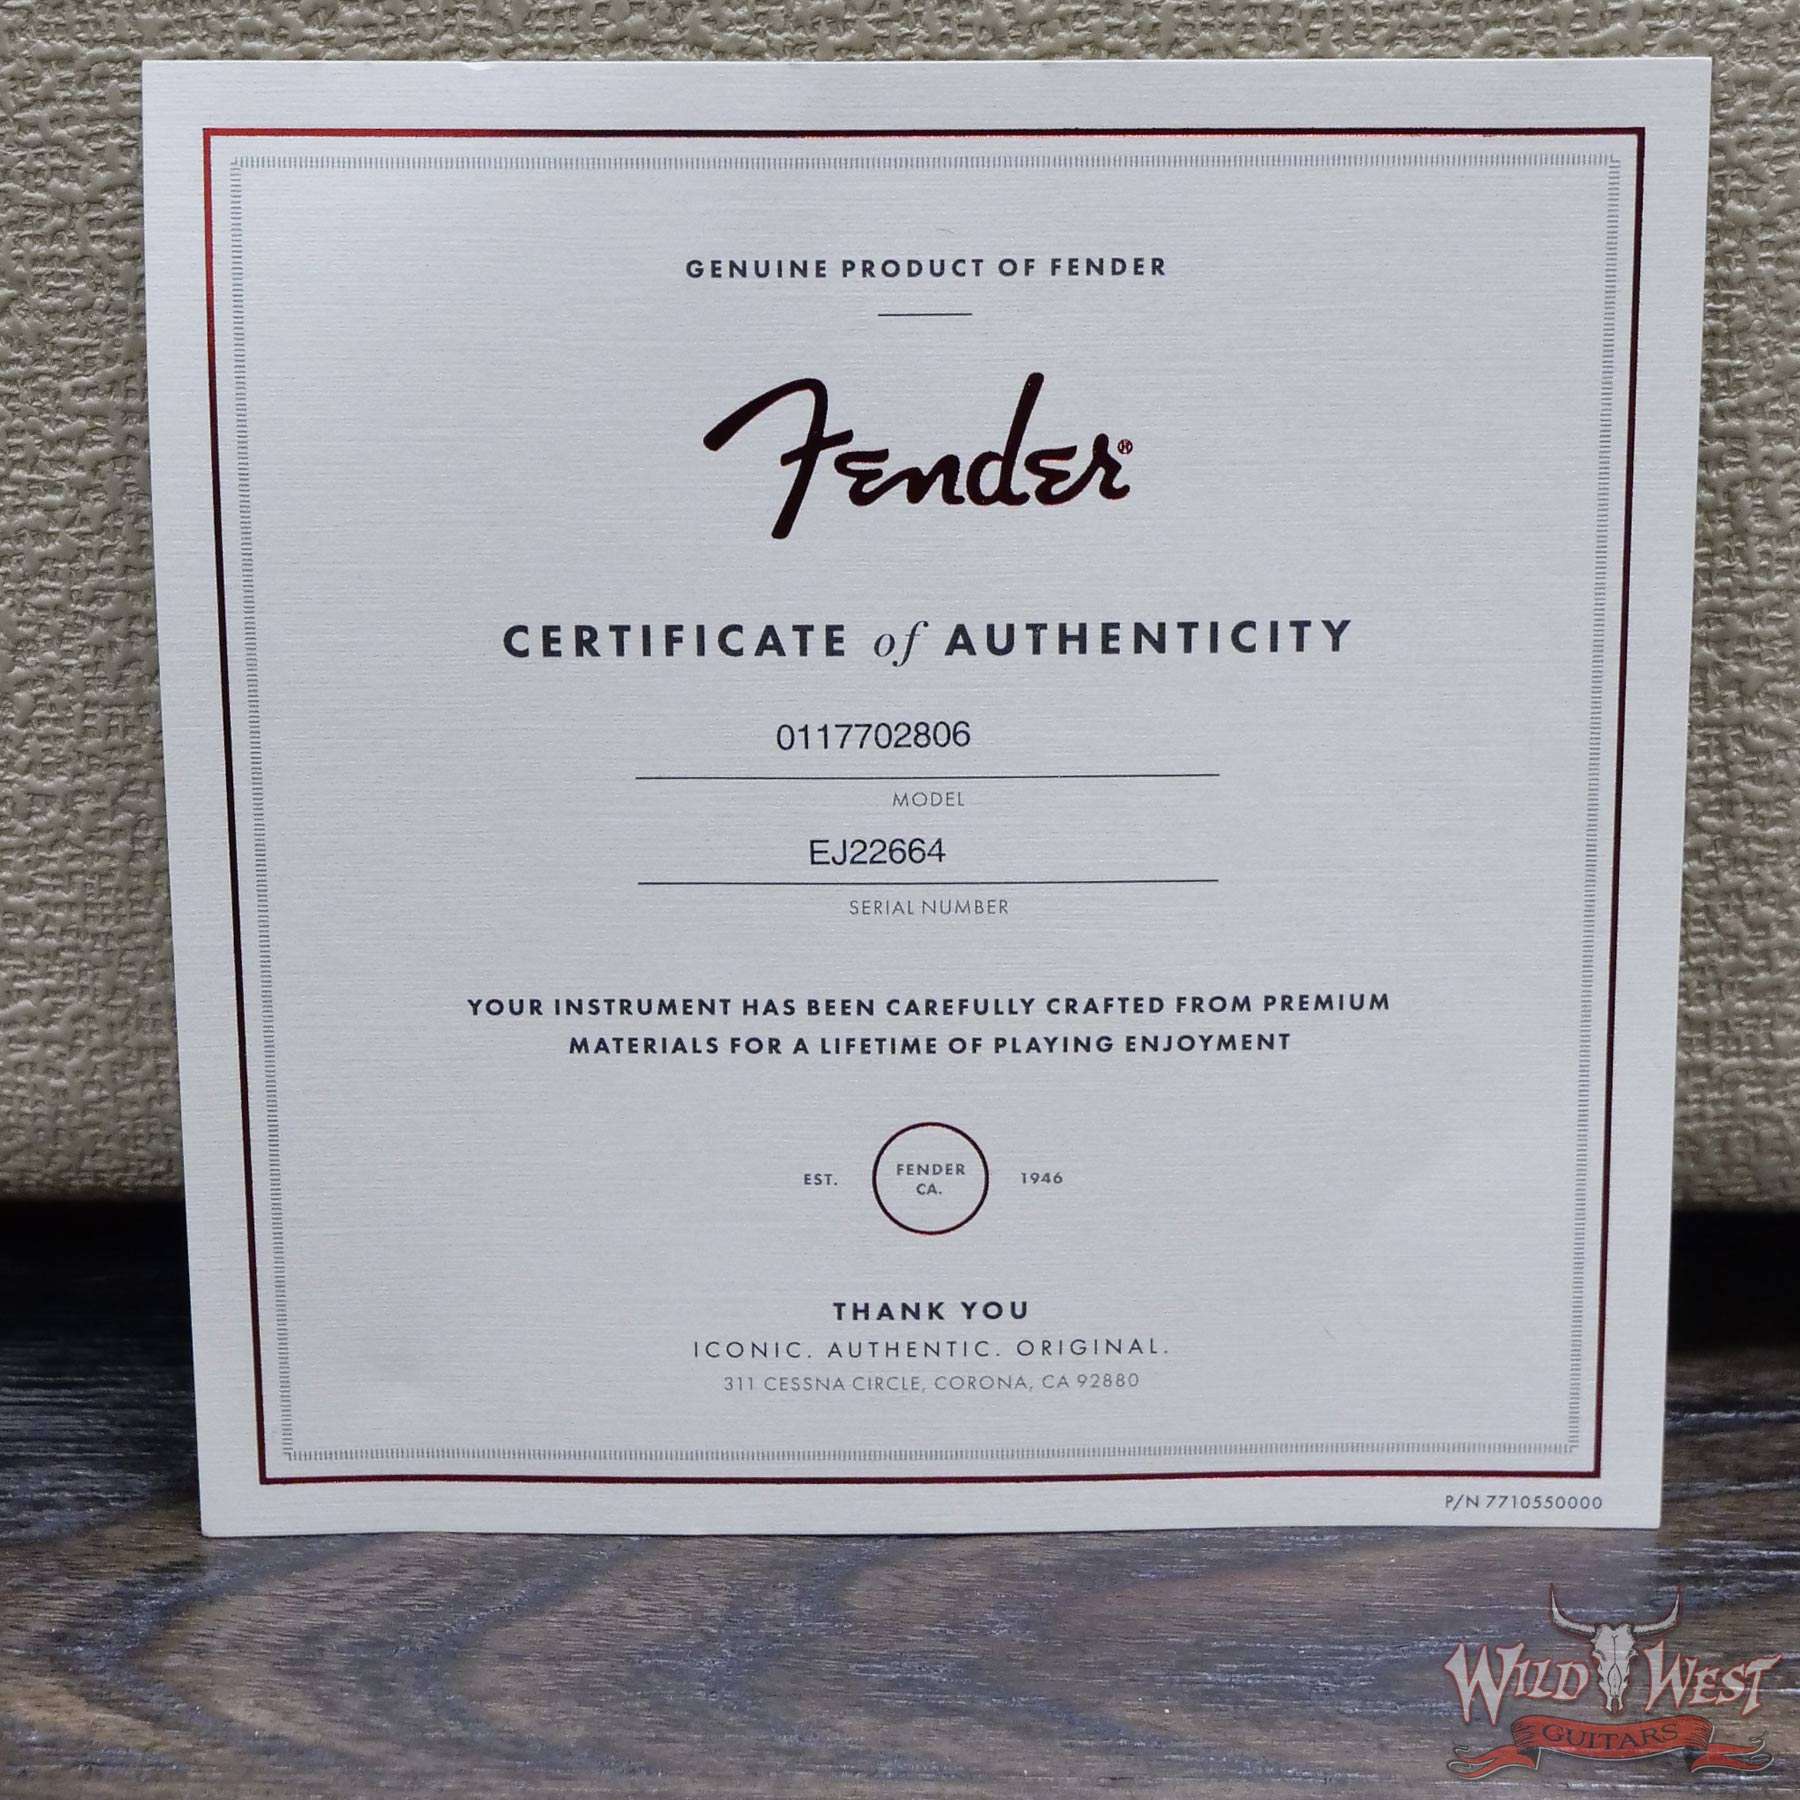 GENUINE PRODUCT OF FENDER
Fender®
CERTIFICATE of AUTHENTICITY
0117702806
MODEL
EJ22664
SERIAL NUMBER
YOUR INSTRUMENT HAS BEEN CAREFULLY CRAFTED FROM PREMIUM
MATERIALS FOR A LIFETIME OF PLAYING ENJOYMENT
EST. FENDER CA. 1946
THANK YOU
ICONIC. AUTHENTIC. ORIGINAL.
311 CESSNA CIRCLE, CORONA, CA 92880
P/N 7710550000
WILD WEST
GUITARS